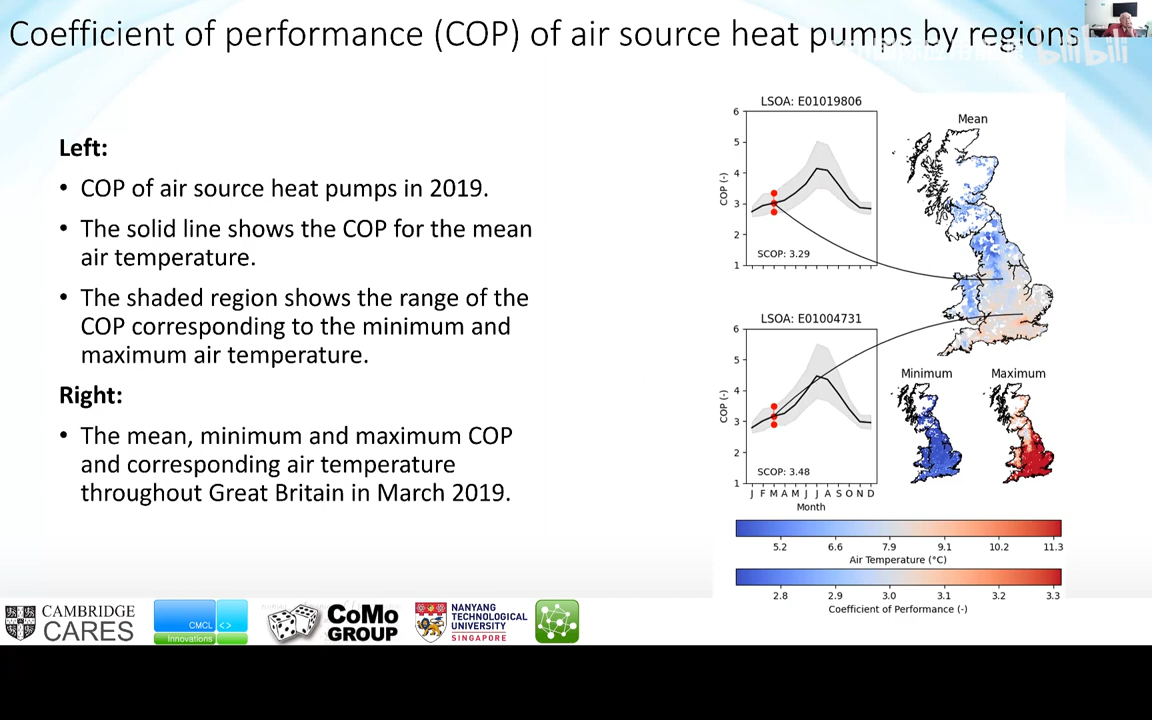 Coefficient of performance (COP) of air source heat pumps by regions
bilibili
Left:
• COP of air source heat pumps in 2019.
• The solid line shows the COP for the mean
air temperature.
• The shaded region shows the range of the
COP corresponding to the minimum and
maximum air temperature.
Right:
• The mean, minimum and maximum COP
and corresponding air temperature
throughout Great Britain in March 2019.
LSOA: E01019806
6
5
4
3
2
1
COP (-)
SCOP: 3.29
LSOA: E01004731
6
5
4
3
2
1
COP (-)
SCOP: 3.48
J F M A M J J A S O N D
Month
Mean
Minimum
Maximum
5.2 6.6 7.9 9.1 10.2 11.3
Air Temperature (°C)
2.8 2.9 3.0 3.1 3.2 3.3
Coefficient of Performance (-)
CAMBRIDGE
CARES
CMCL <>
Innovations
CoMo
GROUP
NANYANG
TECHNOLOGICAL
UNIVERSITY
SINGAPORE